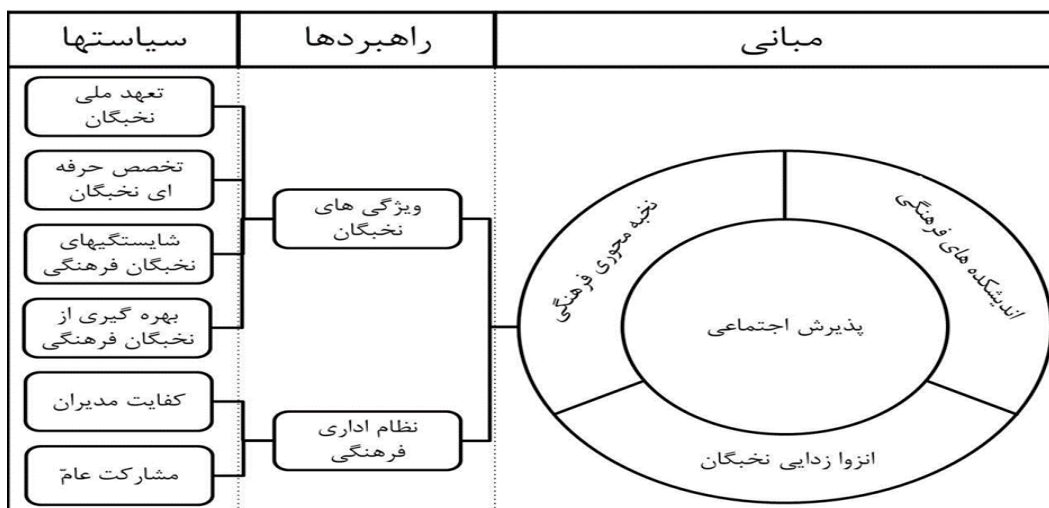 مبانی
راهبردها
سیاستها
اندیشکده های فرهنگی
نخبه محوری فرهنگی
پذیرش اجتماعی
انزوا زدایی نخبگان
ویژگی های
نخبگان
نظام اداری
فرهنگی
تعهد ملی
نخبگان
تخصص حرفه
ای نخبگان
شایستگیهای
نخبگان فرهنگی
بهره گیری از
نخبگان فرهنگی
کفایت مدیران
مشارکت عامّ